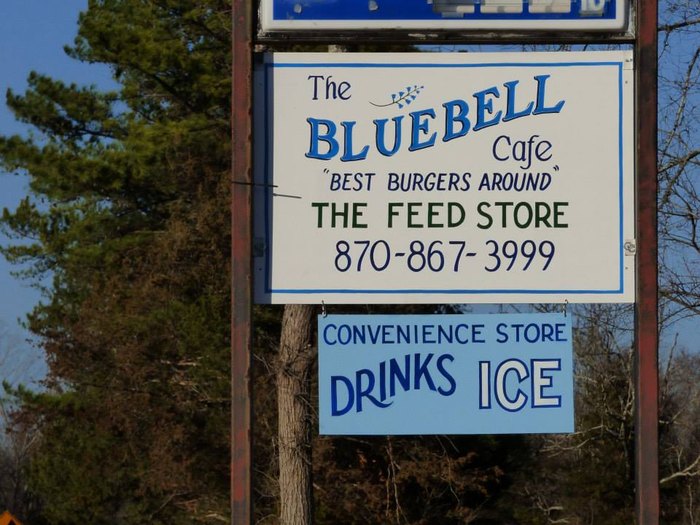 The
BLUEBELL
Cafe
"BEST BURGERS AROUND"
THE FEED STORE
870-867-3999
CONVENIENCE STORE
DRINKS ICE